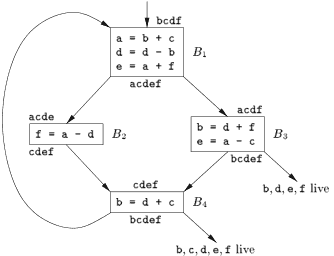 bcdf
a = b + c
d = d - b
e = a + f
B1
acdef
acde
f = a - d
B2
cdef
acdf
b = d + f
e = a - c
B3
bcdef
b, d, e, f live
cdef
b = d + c
B4
bcdef
b, c, d, e, f live